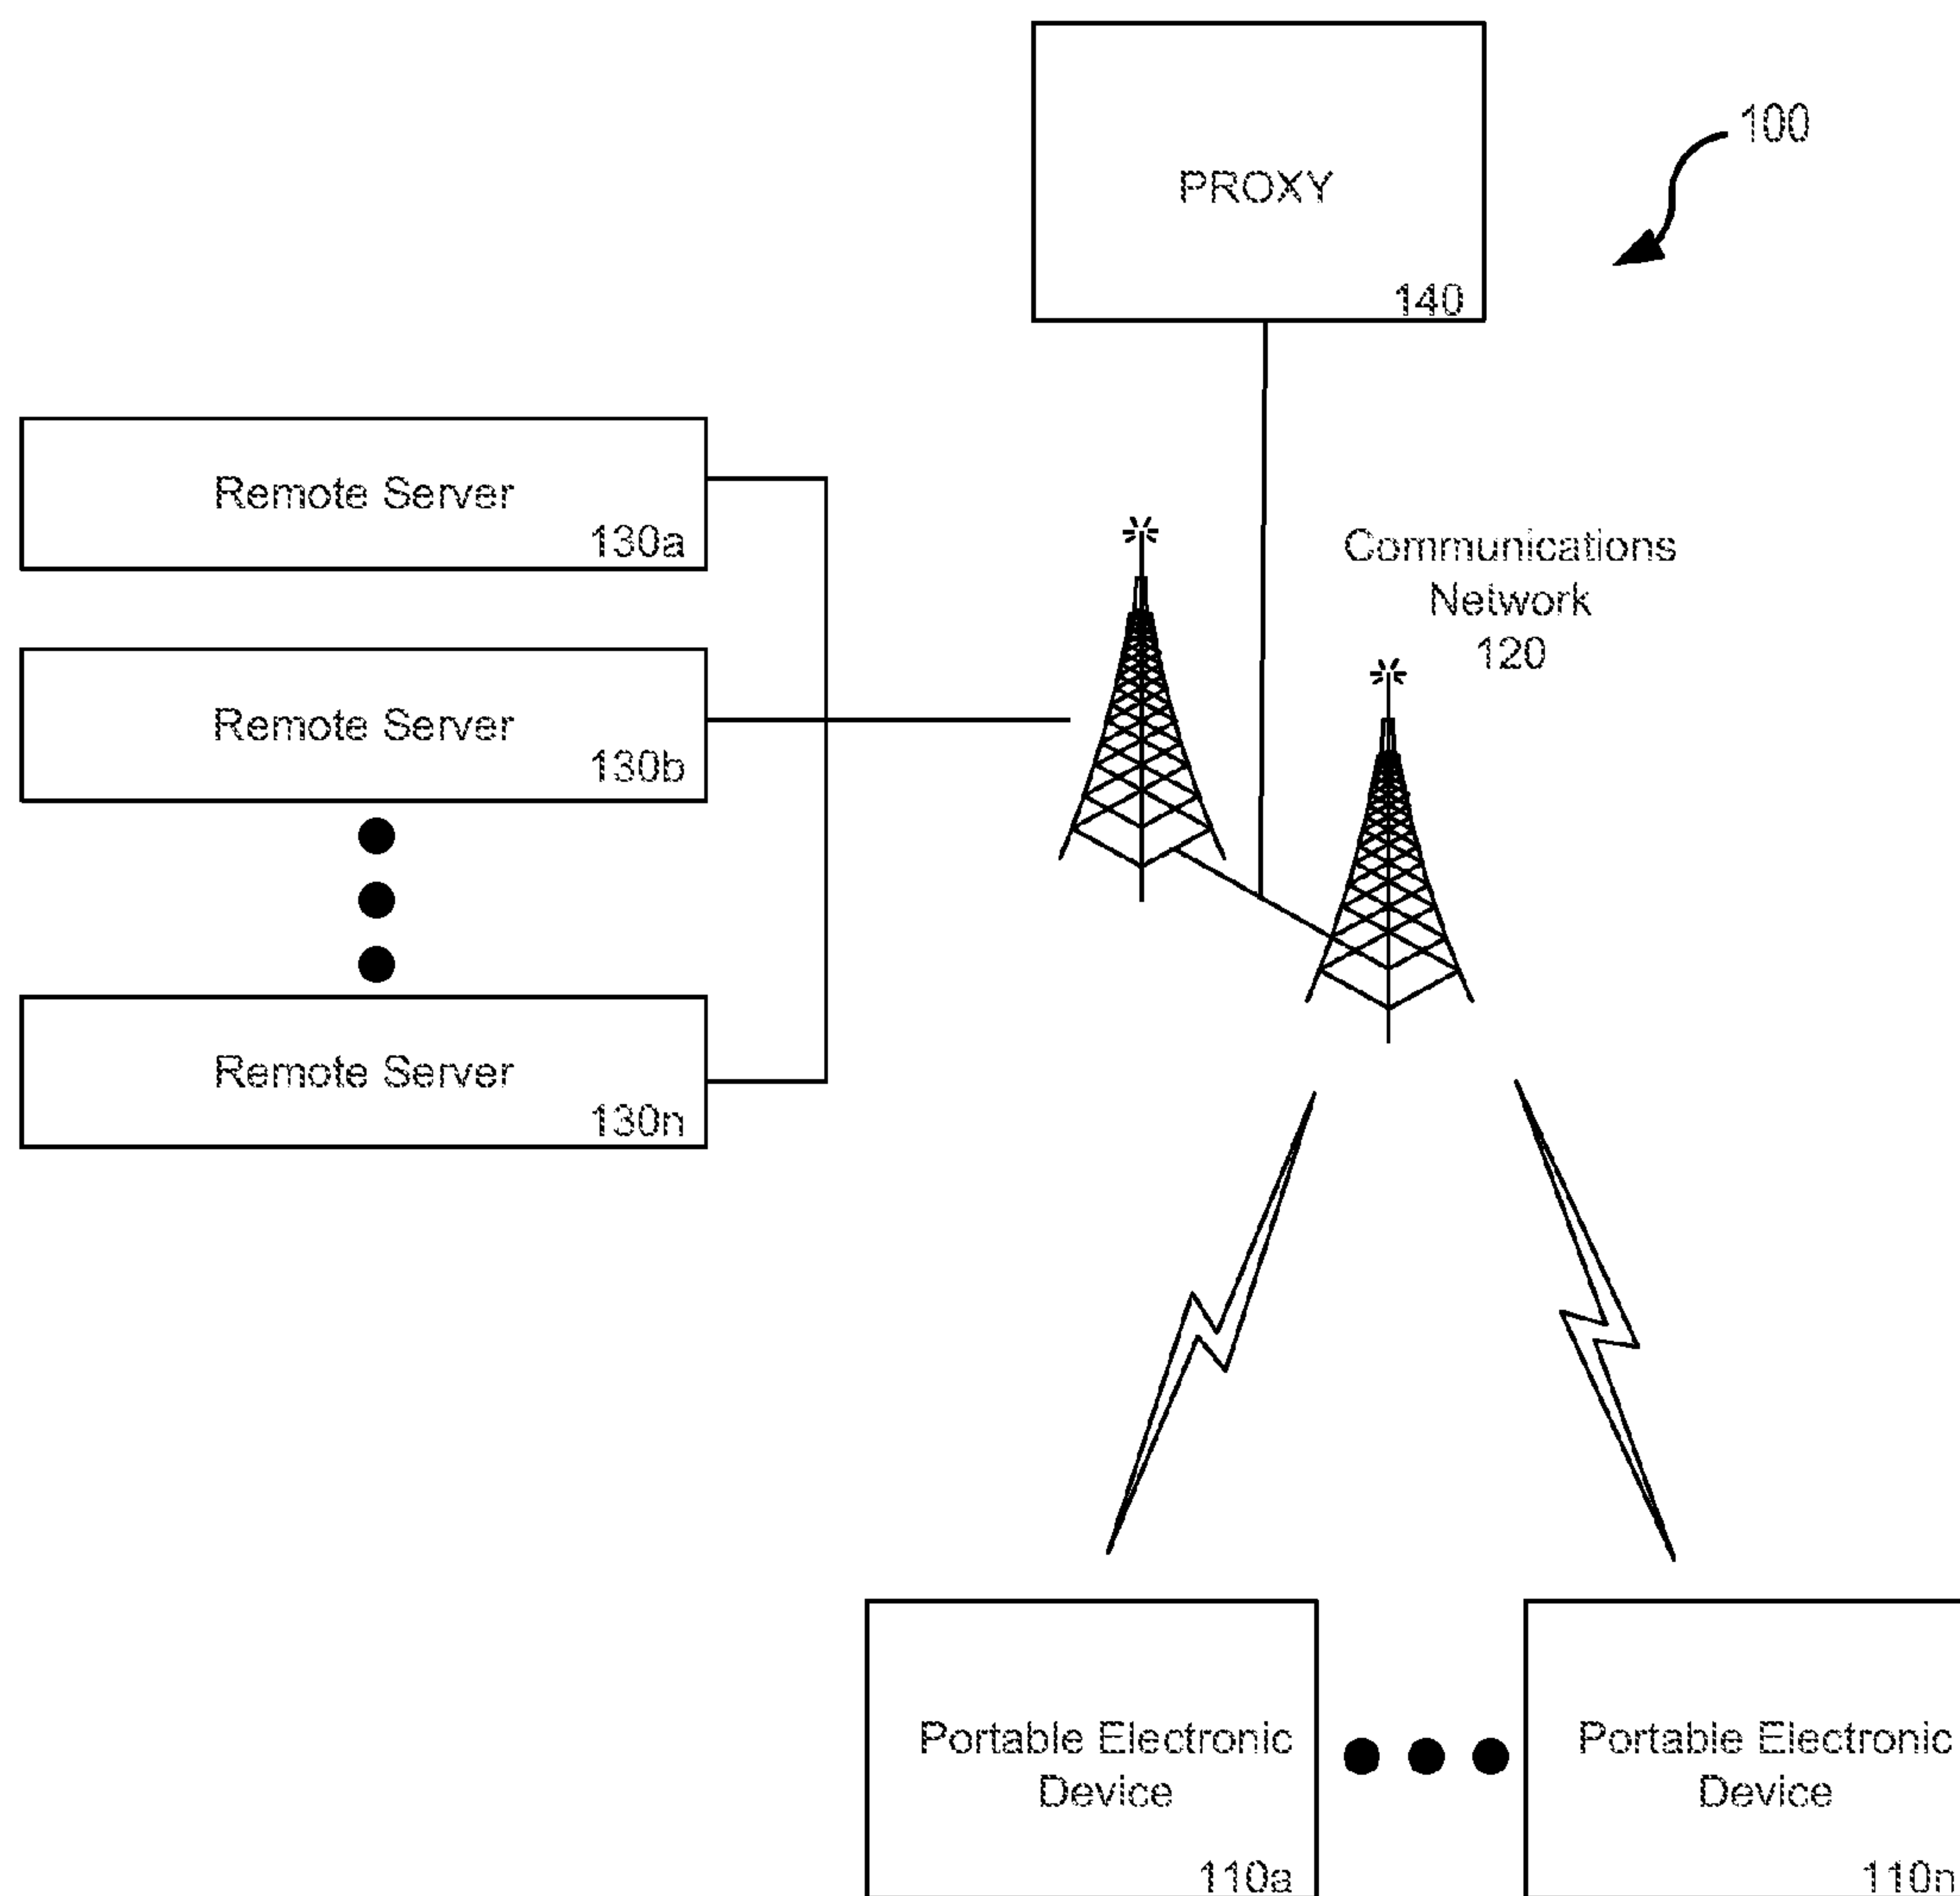 PROXY
140
100
Remote Server
130a
Communications
Network
120
Remote Server
130b
Remote Server
130n
Portable Electronic
Device
110a
Portable Electronic
Device
110n